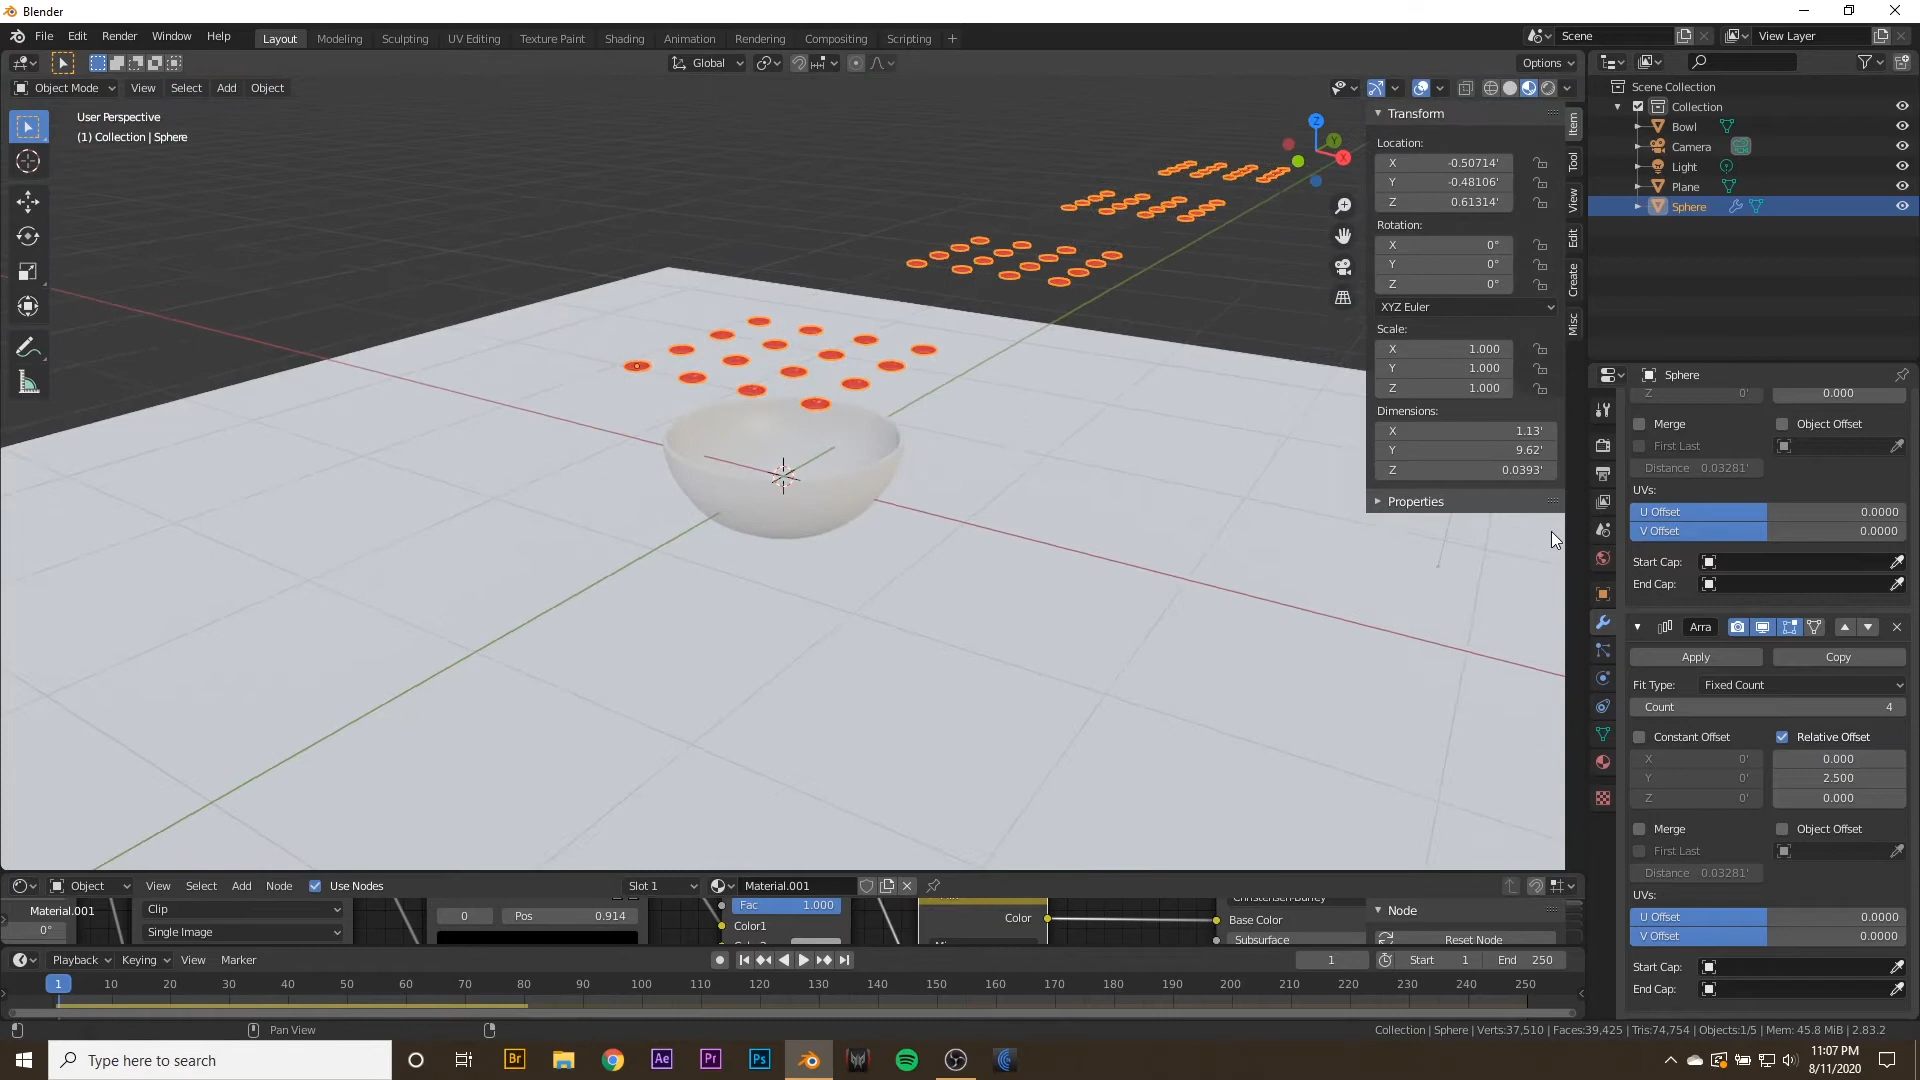 Blender
File Edit Render Window Help
Layout Modeling Sculpting UV Editing Texture Paint Shading Animation Rendering Compositing Scripting +
Scene View Layer
Global Options
Object Mode View Select Add Object
User Perspective
(1) Collection | Sphere
Z Y X
Transform
Location:
X -0.50714'
Y -0.48106'
Z 0.61314'
Rotation:
X 0°
Y 0°
Z 0°
XYZ Euler
Scale:
X 1.000
Y 1.000
Z 1.000
Dimensions:
X 1.13'
Y 9.62'
Z 0.0393'
Properties
Item
Tool
View
Edit
Create
Misc
Scene Collection
Collection
Bowl
Camera
Light
Plane
Sphere
Sphere
Z 0' 0.000
Merge Object Offset
First Last
Distance 0.03281'
UVs:
U Offset 0.0000
V Offset 0.0000
Start Cap:
End Cap:
Arra
Apply Copy
Fit Type: Fixed Count
Count 4
Constant Offset Relative Offset
X 0' 0.000
Y 0' 2.500
Z 0' 0.000
Merge Object Offset
First Last
Distance 0.03281'
UVs:
U Offset 0.0000
V Offset 0.0000
Start Cap:
End Cap:
Object View Select Add Node Use Nodes Slot 1 Material.001
Material.001
0°
Clip
Single Image
0 Pos 0.914
Fac 1.000
Color1
Color
Christensen-Burley
Base Color
Subsurface
Node
Reset Node
Playback Keying View Marker 1 Start 1 End 250
1 10 20 30 40 50 60 70 80 90 100 110 120 130 140 150 160 170 180 190 200 210 220 230 240 250
Pan View
Collection | Sphere | Verts:37,510 | Faces:39,425 | Tris:74,754 | Objects:1/5 | Mem: 45.8 MiB | 2.83.2
Type here to search
Br Ae Pr Ps
11:07 PM
8/11/2020